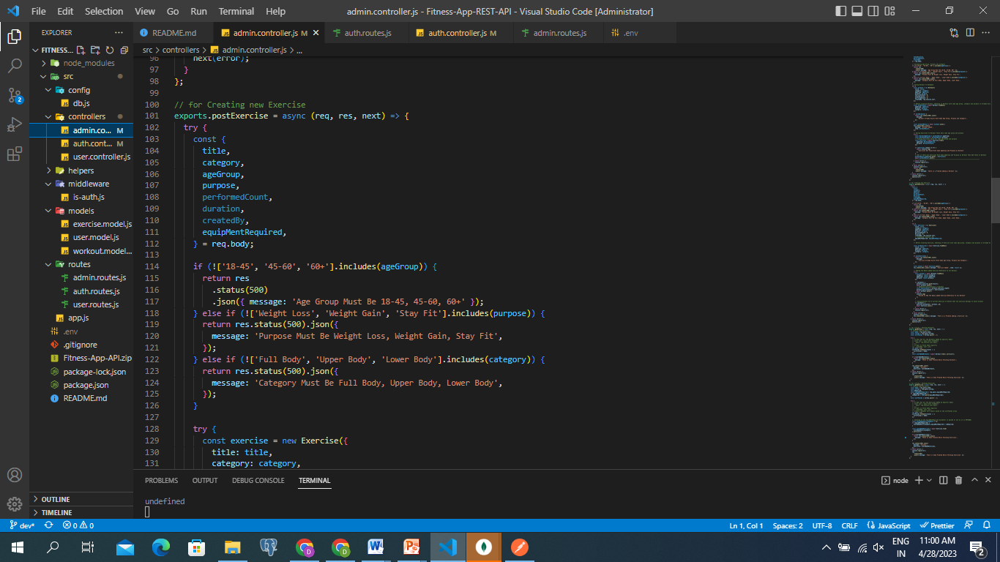 File Edit Selection View Go Run Terminal Help
admin.controller.js - Fitness-App-REST-API - Visual Studio Code [Administrator]
EXPLORER
README.md
admin.controller.js M
auth.routes.js
auth.controller.js M
admin.routes.js
.env
FITNESS...
src > controllers > admin.controller.js > ...
node_modules
src
config
db.js
controllers
admin.co... M
auth.cont... M
user.controller.js
helpers
middleware
is-auth.js
models
exercise.model.js
user.model.js
workout.model...
routes
admin.routes.js
auth.routes.js
user.routes.js
app.js
.env
.gitignore
Fitness-App-API.zip
package-lock.json
package.json
README.md
OUTLINE
TIMELINE
2
96 next(error);
97 }
98 };
99
100 // for Creating new Exercise
101 exports.postExercise = async (req, res, next) => {
102 try {
103 const {
104 title,
105 category,
106 ageGroup,
107 purpose,
108 performedCount,
109 duration,
110 createdBy,
111 equipMentRequired,
112 } = req.body;
113
114 if (!['18-45', '45-60', '60+'].includes(ageGroup)) {
115 return res
116 .status(500)
117 .json({ message: 'Age Group Must Be 18-45, 45-60, 60+' });
118 } else if (!['Weight Loss', 'Weight Gain', 'Stay Fit'].includes(purpose)) {
119 return res.status(500).json({
120 message: 'Purpose Must Be Weight Loss, Weight Gain, Stay Fit',
121 });
122 } else if (!['Full Body', 'Upper Body', 'Lower Body'].includes(category)) {
123 return res.status(500).json({
124 message: 'Category Must Be Full Body, Upper Body, Lower Body',
125 });
126 }
127
128 try {
129 const exercise = new Exercise({
130 title: title,
131 category: category,
PROBLEMS OUTPUT DEBUG CONSOLE TERMINAL
node
undefined
dev* 0 0
Ln 1, Col 1 Spaces: 2 UTF-8 CRLF JavaScript Prettier
ENG
IN
11:00 AM
4/28/2023
2